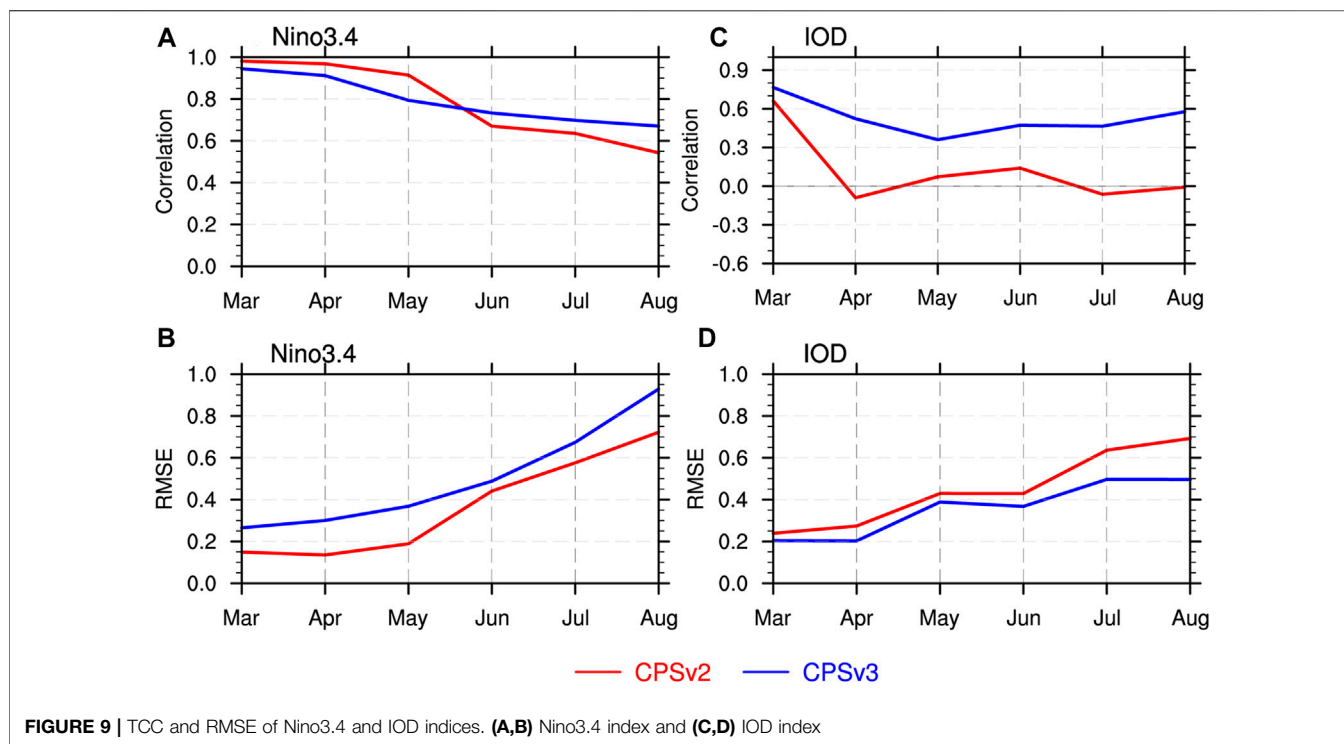 A
Nino3.4
Correlation
1.0
0.8
0.6
0.4
0.2
0.0
Mar Apr May Jun Jul Aug
C
IOD
Correlation
0.9
0.6
0.3
0.0
-0.3
-0.6
Mar Apr May Jun Jul Aug
B
Nino3.4
RMSE
1.0
0.8
0.6
0.4
0.2
0.0
Mar Apr May Jun Jul Aug
D
IOD
RMSE
1.0
0.8
0.6
0.4
0.2
0.0
Mar Apr May Jun Jul Aug
CPSv2 CPSv3
FIGURE 9 | TCC and RMSE of Nino3.4 and IOD indices. (A,B) Nino3.4 index and (C,D) IOD index